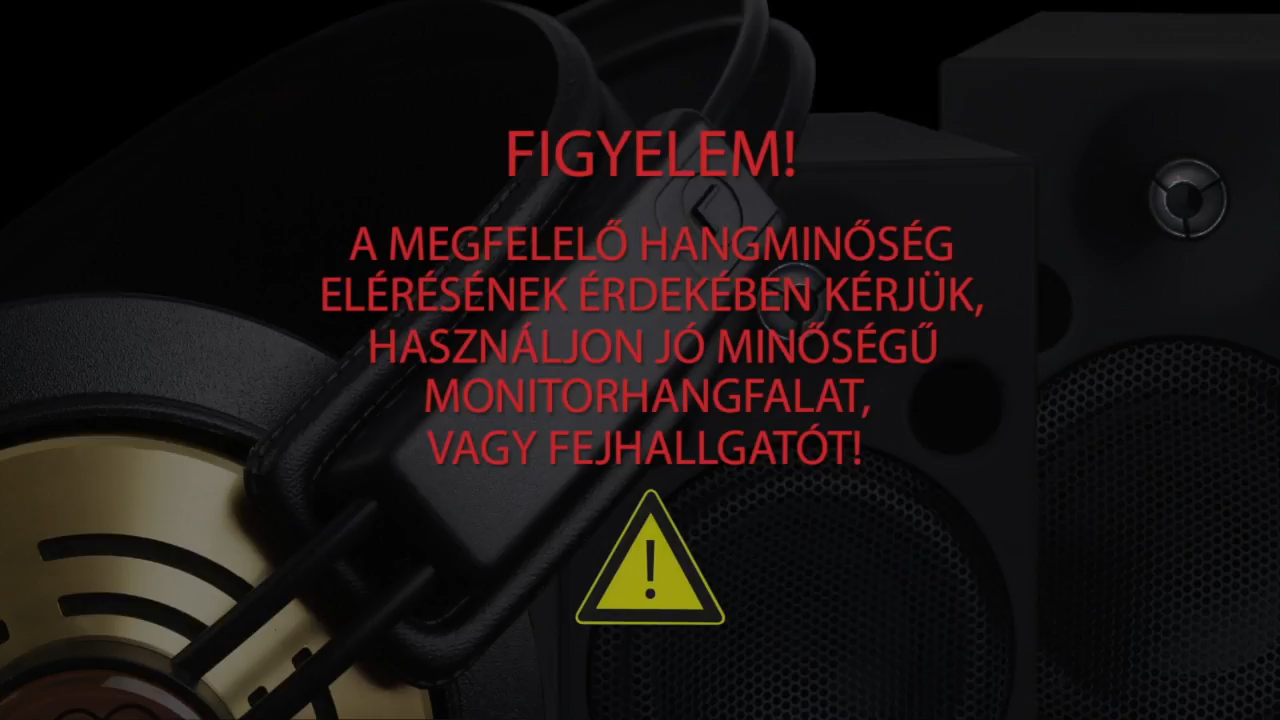 FIGYELEM!
A MEGFELELŐ HANGMINŐSÉG
ELÉRÉSÉNEK ÉRDEKÉBEN KÉRJÜK,
HASZNÁLJON JÓ MINŐSÉGŰ
MONITORHANGFALAT,
VAGY FEJHALLGATÓT!
!